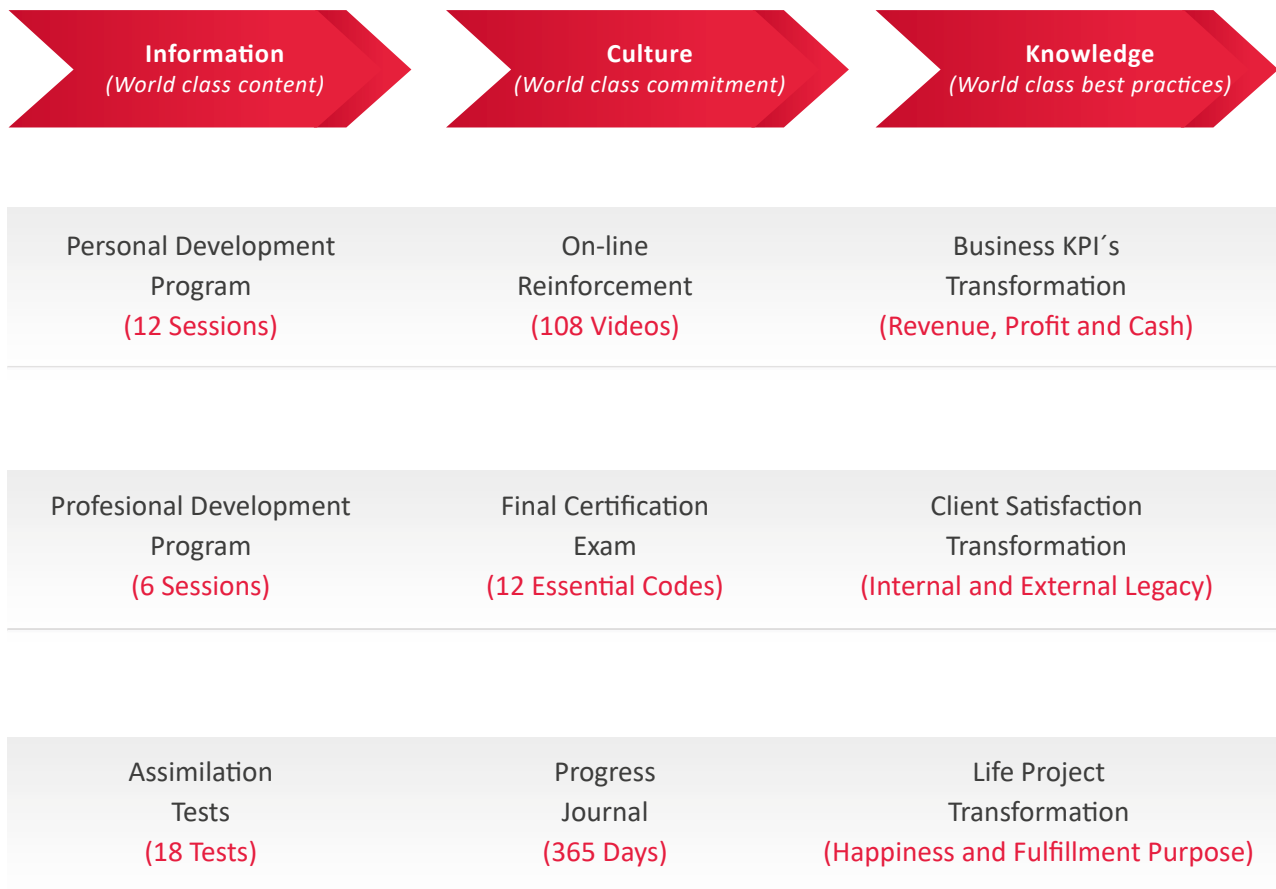 Information
(World class content)
Culture
(World class commitment)
Knowledge
(World class best practices)
Personal Development
Program
(12 Sessions)
On-line
Reinforcement
(108 Videos)
Business KPI´s
Transformation
(Revenue, Profit and Cash)
Profesional Development
Program
(6 Sessions)
Final Certification
Exam
(12 Essential Codes)
Client Satisfaction
Transformation
(Internal and External Legacy)
Assimilation
Tests
(18 Tests)
Progress
Journal
(365 Days)
Life Project
Transformation
(Happiness and Fulfillment Purpose)